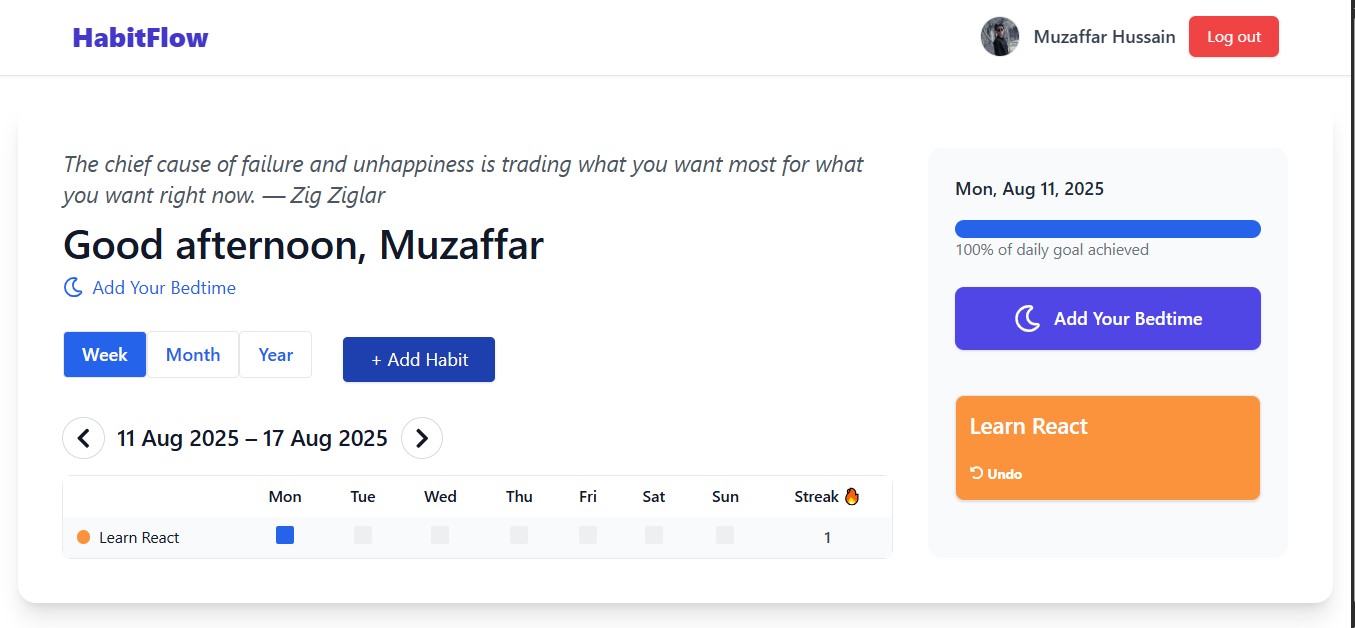 HabitFlow
Muzaffar Hussain
Log out
The chief cause of failure and unhappiness is trading what you want most for what
you want right now. — Zig Ziglar
Good afternoon, Muzaffar
Add Your Bedtime
Week Month Year
+ Add Habit
11 Aug 2025 – 17 Aug 2025
Mon Tue Wed Thu Fri Sat Sun Streak 🔥
Learn React 1
Mon, Aug 11, 2025
100% of daily goal achieved
Add Your Bedtime
Learn React
Undo